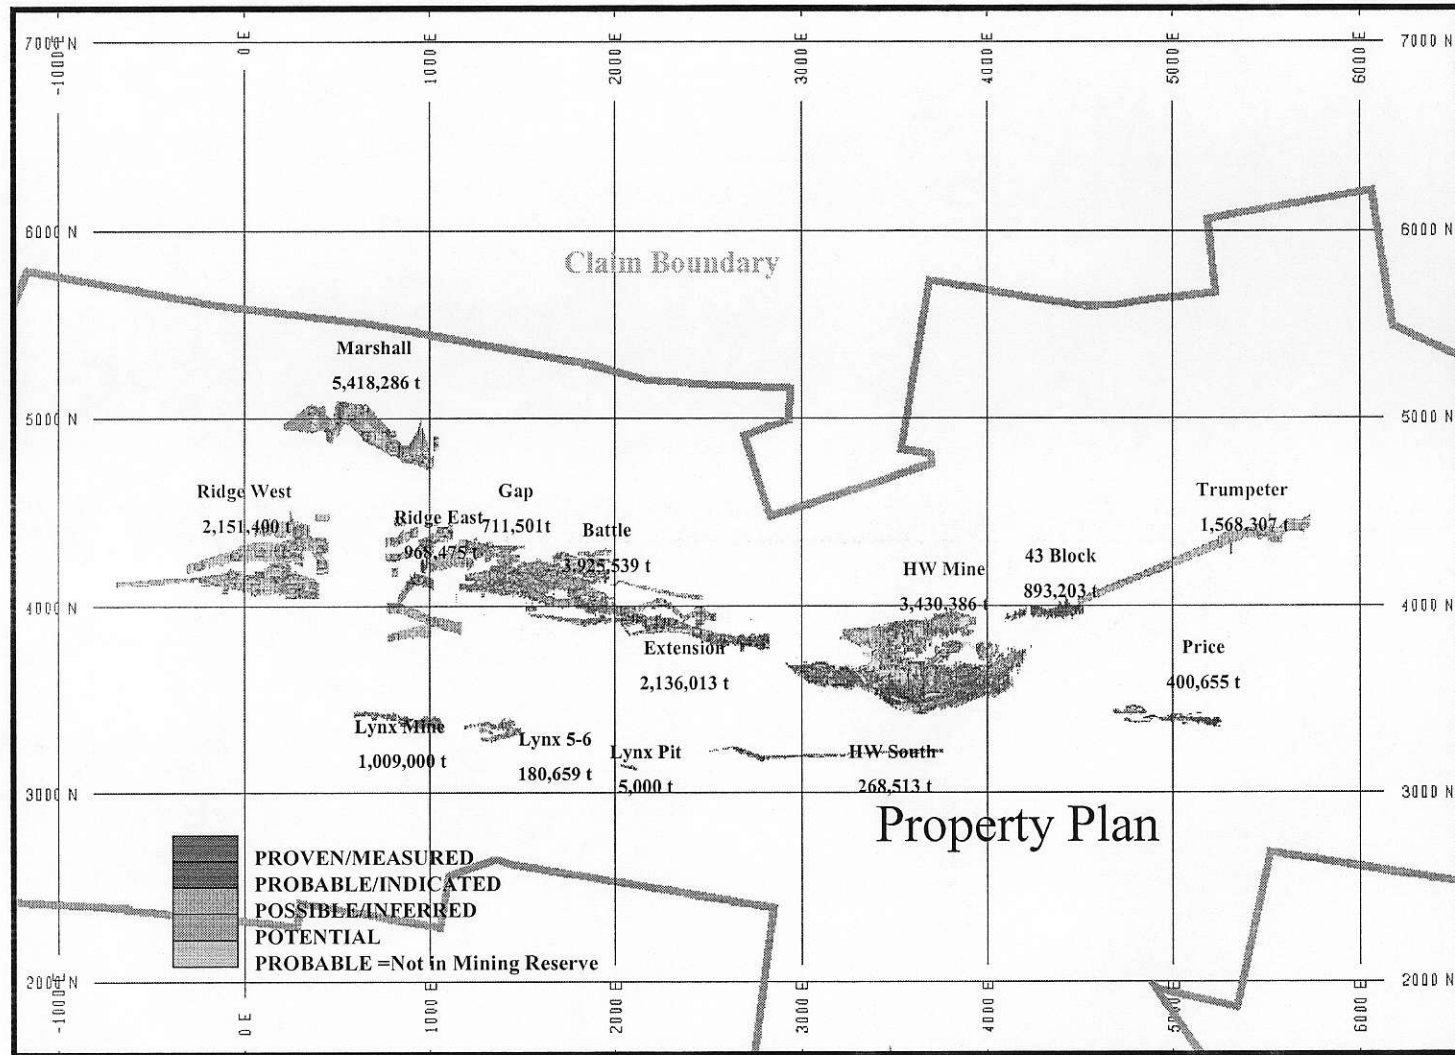 -1000 E
0 E
1000 E
2000 E
3000 E
4000 E
5000 E
6000 E
7000 N
7000 N
6000 N
6000 N
Claim Boundary
Marshall
5,418,286 t
5000 N
5000 N
Ridge West
2,151,400 t
Ridge East
968,475 t
Gap
711,501t
Battle
3,925,539 t
Trumpeter
1,568,307 t
43 Block
893,203 t
HW Mine
3,430,386 t
4000 N
4000 N
Extension
2,136,013 t
Price
400,655 t
Lynx Mine
1,009,000 t
Lynx 5-6
180,659 t
Lynx Pit
5,000 t
HW South
268,513 t
3000 N
3000 N
Property Plan
PROVEN/MEASURED
PROBABLE/INDICATED
POSSIBLE/INFERRED
POTENTIAL
PROBABLE =Not in Mining Reserve
2000 N
2000 N
-1000 E
0 E
1000 E
2000 E
3000 E
4000 E
5000 E
6000 E